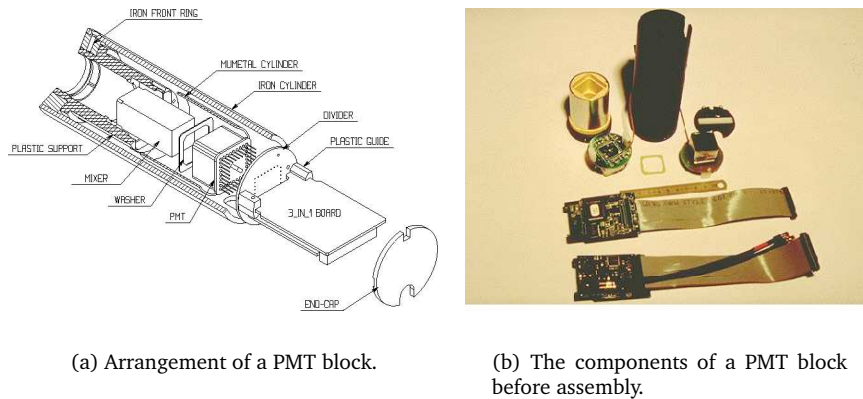 IRON FRONT RING
MUMETAL CYLINDER
IRON CYLINDER
DIVIDER
PLASTIC GUIDE
PLASTIC SUPPORT
MIXER
WASHER
PMT
3_IN_1 BOARD
END-CAP
(a) Arrangement of a PMT block.
(b) The components of a PMT block
before assembly.